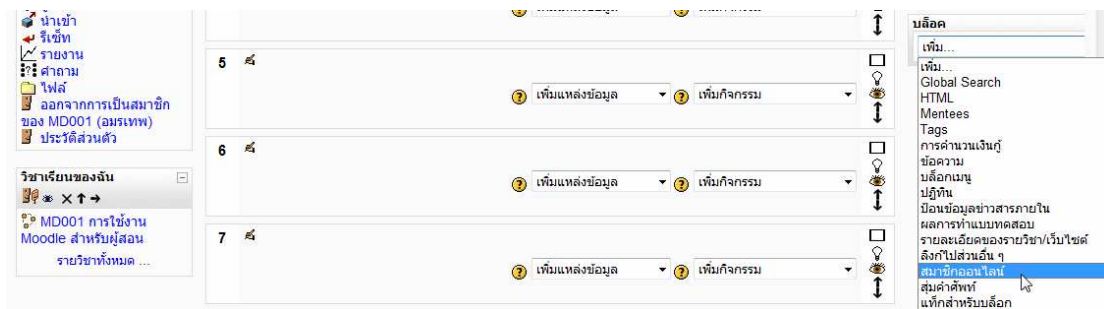 นำเข้า
รีเซ็ท
รายงาน
คำถาม
ไฟล์
ออกจากการเป็นสมาชิก
ของ MD001 (อมรเทพ)
ประวัติส่วนตัว
วิชาเรียนของฉัน
MD001 การใช้งาน
Moodle สำหรับผู้สอน
รายวิชาทั้งหมด ...
5
เพิ่มแหล่งข้อมูล เพิ่มกิจกรรม
6
เพิ่มแหล่งข้อมูล เพิ่มกิจกรรม
7
เพิ่มแหล่งข้อมูล เพิ่มกิจกรรม
บล็อค
เพิ่ม...
เพิ่ม...
Global Search
HTML
Mentees
Tags
การคำนวนเงินกู้
ข้อความ
บล็อกเมนู
ปฏิทิน
ป้อนข้อมูลข่าวสารภายใน
ผลการทำแบบทดสอบ
รายละเอียดของรายวิชา/เว็บไซต์
ลิงก์ไปส่วนอื่น ๆ
สมาชิกออนไลน์
สุ่มคำศัพท์
แท็กสำหรับบล็อก